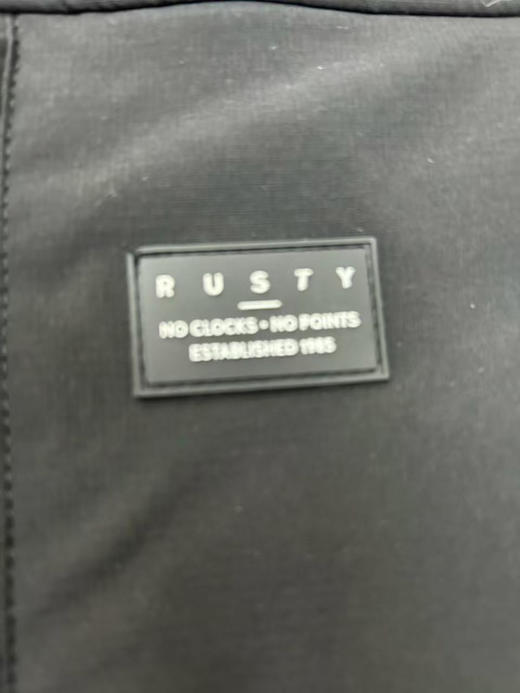 RUSTY
NO CLOCKS • NO POINTS
ESTABLISHED 1985